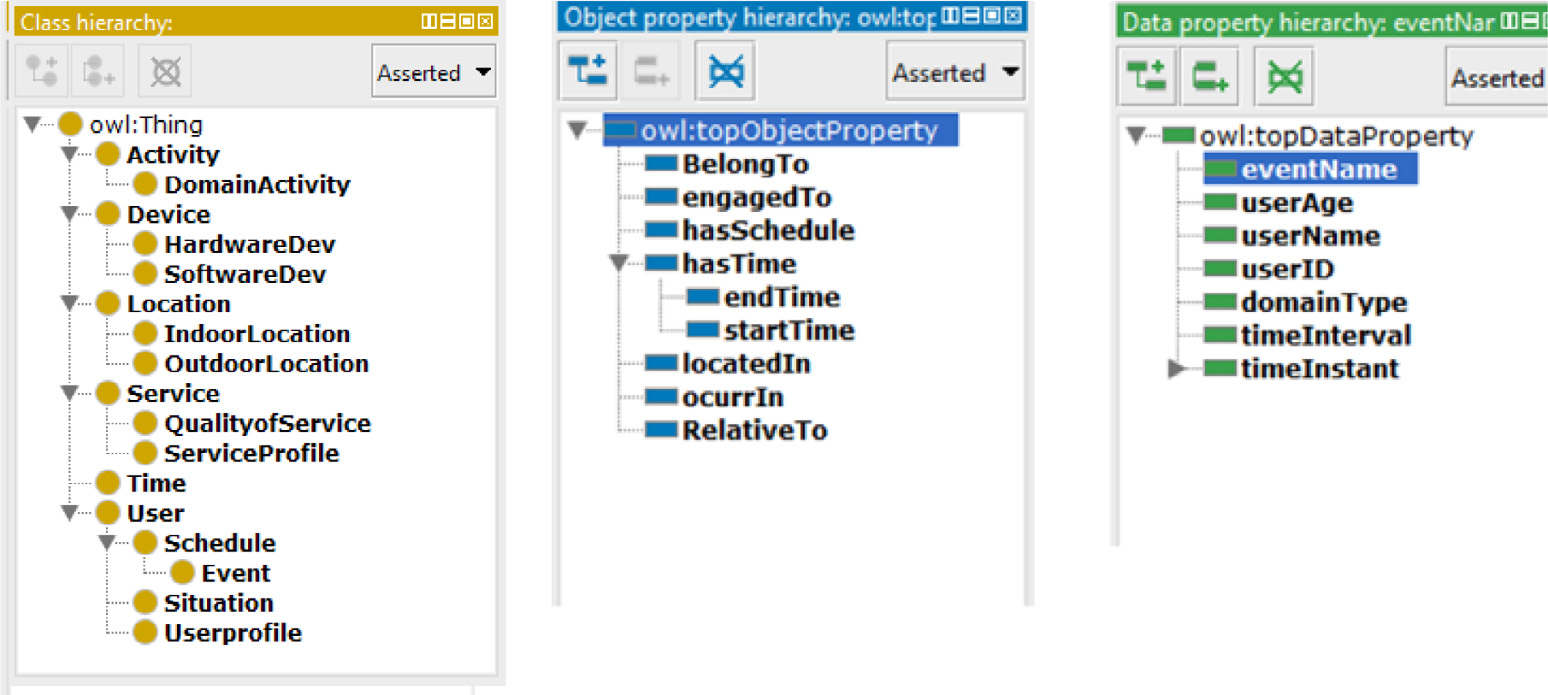 Class hierarchy:
Asserted
owl:Thing
Activity
DomainActivity
Device
HardwareDev
SoftwareDev
Location
IndoorLocation
OutdoorLocation
Service
QualityofService
ServiceProfile
Time
User
Schedule
Event
Situation
Userprofile
Object property hierarchy: owl:top
Asserted
owl:topObjectProperty
BelongTo
engagedTo
hasSchedule
hasTime
endTime
startTime
locatedIn
ocurrIn
RelativeTo
Data property hierarchy: eventNar
Asserted
owl:topDataProperty
eventName
userAge
userName
userID
domainType
timeInterval
timeInstant